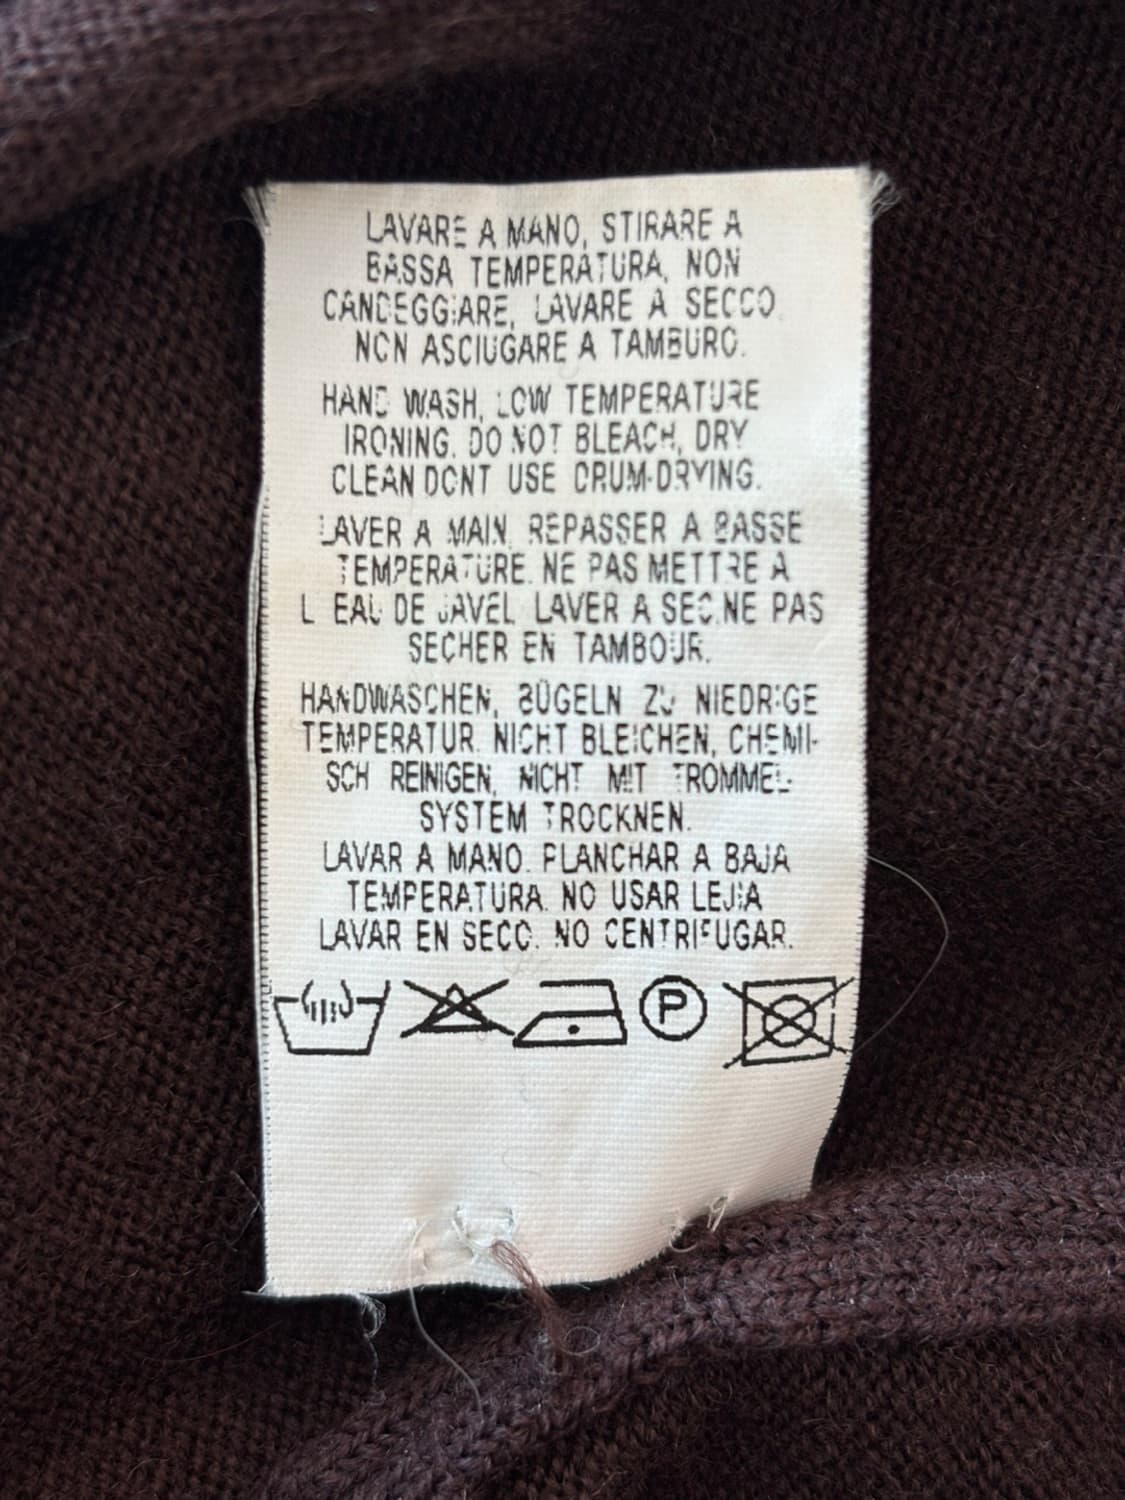 LAVARE A MANO, STIRARE A
BASSA TEMPERATURA, NON
CANDEGGIARE, LAVARE A SECCO.
NON ASCIUGARE A TAMBURO.
HAND WASH, LOW TEMPERATURE
IRONING. DO NOT BLEACH, DRY
CLEAN DONT USE DRUM-DRYING.
LAVER A MAIN. REPASSER A BASSE
TEMPERATURE. NE PAS METTRE A
L EAU DE JAVEL LAVER A SEC.NE PAS
SECHER EN TAMBOUR.
HANDWASCHEN, BÜGELN ZU NIEDRIGE
TEMPERATUR. NICHT BLEICHEN, CHEMI-
SCH REINIGEN, NICHT MIT TROMMEL-
SYSTEM TROCKNEN.
LAVAR A MANO. PLANCHAR A BAJA
TEMPERATURA. NO USAR LEJIA
LAVAR EN SECO. NO CENTRIFUGAR.
P